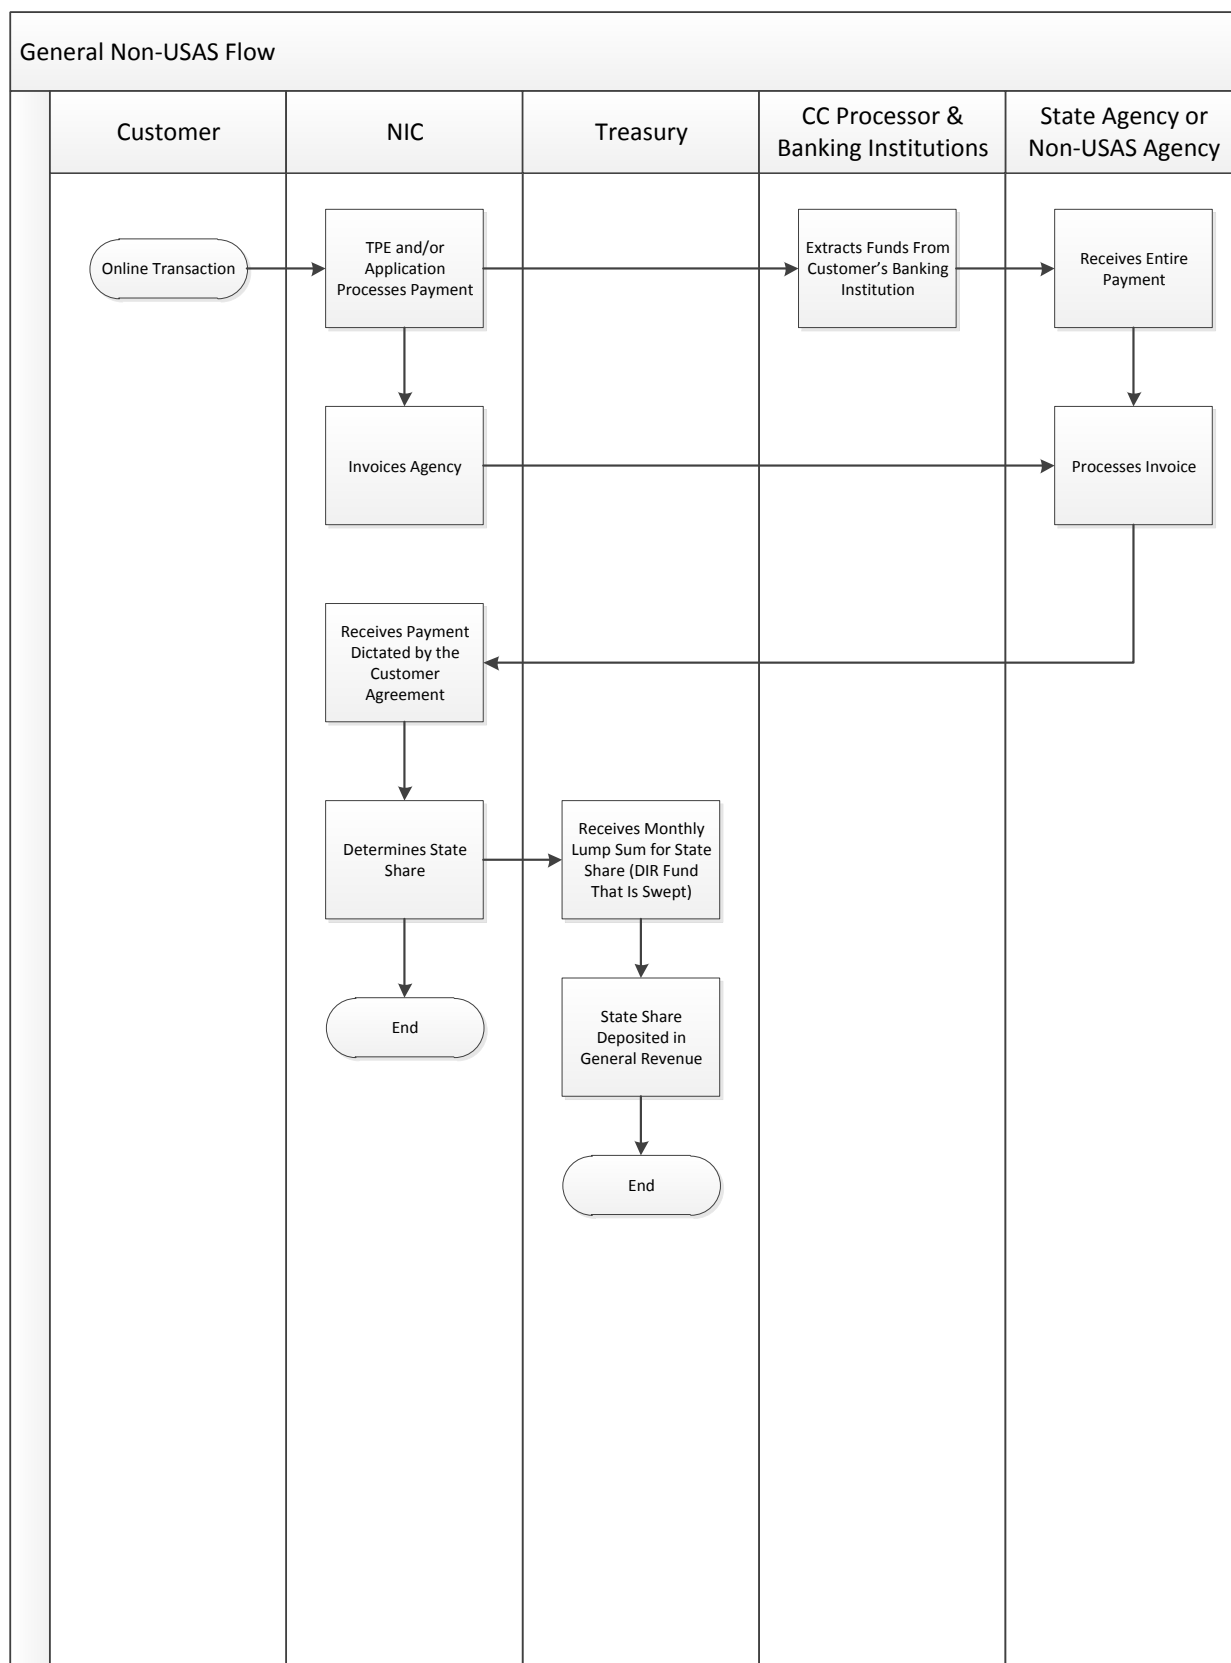 General Non-USAS Flow
Customer
NIC
Treasury
CC Processor &
Banking Institutions
State Agency or
Non-USAS Agency
Online Transaction
TPE and/or
Application
Processes Payment
Extracts Funds From
Customer’s Banking
Institution
Receives Entire
Payment
Invoices Agency
Processes Invoice
Receives Payment
Dictated by the
Customer
Agreement
Determines State
Share
Receives Monthly
Lump Sum for State
Share (DIR Fund
That Is Swept)
End
State Share
Deposited in
General Revenue
End